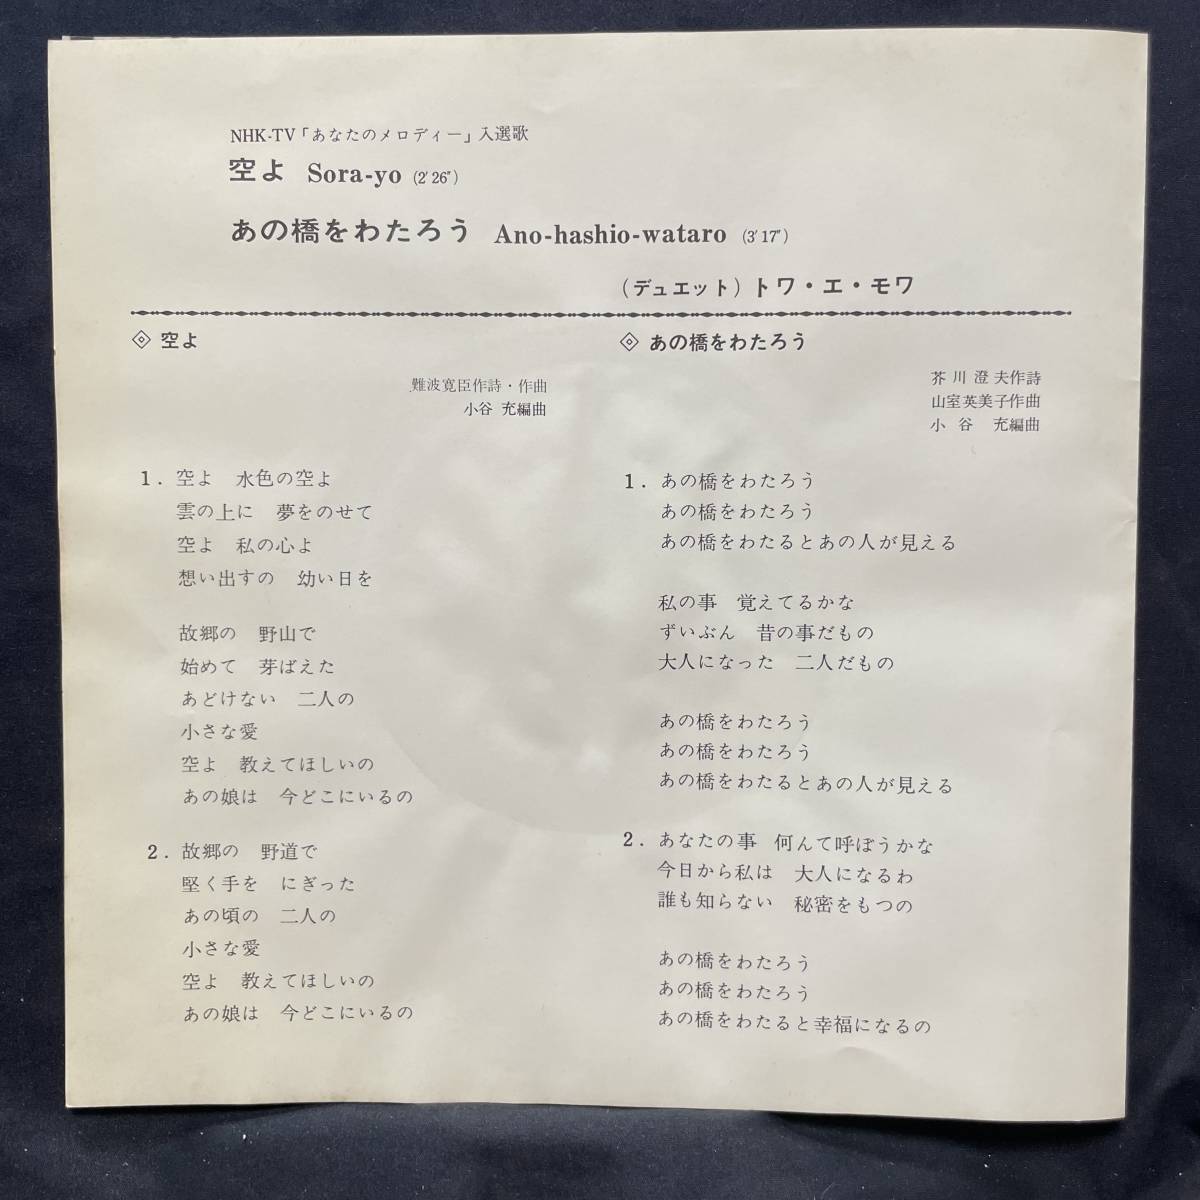 NHK-TV「あなたのメロディー」入選歌
空よ Sora-yo (2′26″)
あの橋をわたろう Ano-hashio-wataro (3′17″)
(デュエット)トワ・エ・モワ
空よ
難波寛臣作詩・作曲
小谷 充編曲
1. 空よ 水色の空よ
雲の上に 夢をのせて
空よ 私の心よ
想い出すの 幼い日を
故郷の 野山で
始めて 芽ばえた
あどけない 二人の
小さな愛
空よ 教えてほしいの
あの娘は 今どこにいるの
2. 故郷の 野道で
堅く手を にぎった
あの頃の 二人の
小さな愛
空よ 教えてほしいの
あの娘は 今どこにいるの
あの橋をわたろう
芥川澄夫作詩
山室英美子作曲
小谷 充編曲
1. あの橋をわたろう
あの橋をわたろう
あの橋をわたるとあの人が見える
私の事 覚えてるかな
ずいぶん 昔の事だもの
大人になった 二人だもの
あの橋をわたろう
あの橋をわたろう
あの橋をわたるとあの人が見える
2. あなたの事 何んて呼ぼうかな
今日から私は 大人になるわ
誰も知らない 秘密をもつの
あの橋をわたろう
あの橋をわたろう
あの橋をわたると幸福になるの